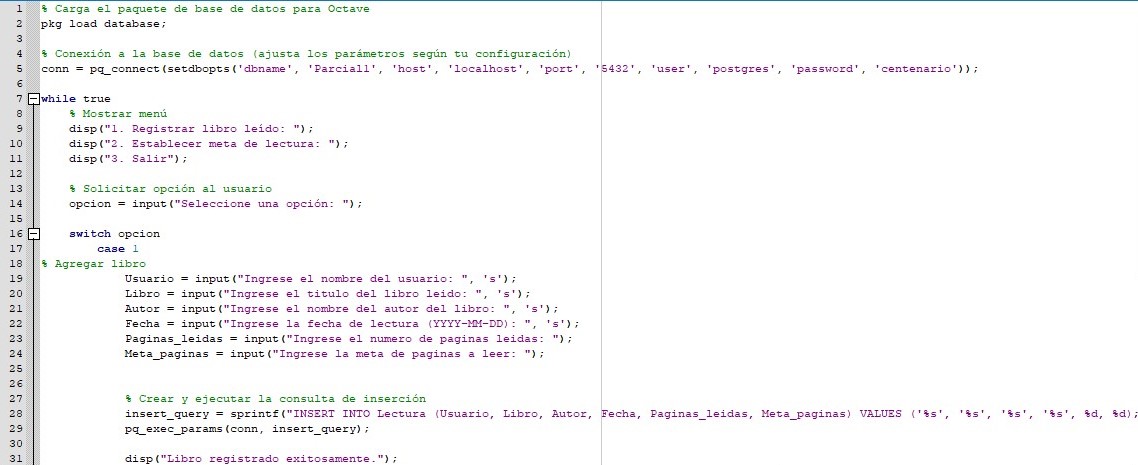 1 % Carga el paquete de base de datos para Octave
2 pkg load database;
3
4 % Conexión a la base de datos (ajusta los parámetros según tu configuración)
5 conn = pq_connect(setdbopts('dbname', 'Parcial1', 'host', 'localhost', 'port', '5432', 'user', 'postgres', 'password', 'centenario'));
6
7 while true
8 % Mostrar menú
9 disp("1. Registrar libro leído: ");
10 disp("2. Establecer meta de lectura: ");
11 disp("3. Salir");
12
13 % Solicitar opción al usuario
14 opcion = input("Seleccione una opción: ");
15
16 switch opcion
17 case 1
18 % Agregar libro
19 Usuario = input("Ingrese el nombre del usuario: ", 's');
20 Libro = input("Ingrese el titulo del libro leido: ", 's');
21 Autor = input("Ingrese el nombre del autor del libro: ", 's');
22 Fecha = input("Ingrese la fecha de lectura (YYYY-MM-DD): ", 's');
23 Paginas_leidas = input("Ingrese el numero de paginas leidas: ");
24 Meta_paginas = input("Ingrese la meta de paginas a leer: ");
25
26
27 % Crear y ejecutar la consulta de inserción
28 insert_query = sprintf("INSERT INTO Lectura (Usuario, Libro, Autor, Fecha, Paginas_leidas, Meta_paginas) VALUES ('%s', '%s', '%s', '%s', %d, %d);
29 pq_exec_params(conn, insert_query);
30
31 disp("Libro registrado exitosamente.");